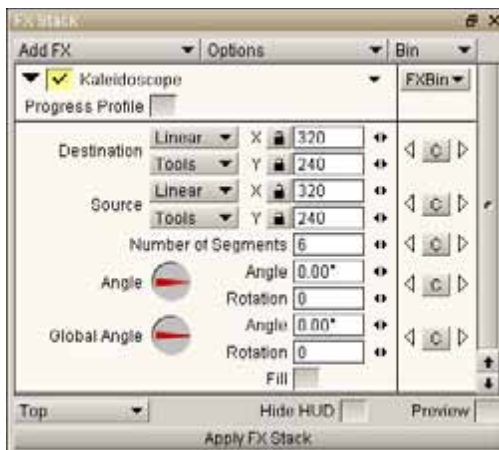 FX Stack
Add FX Options Bin
Kaleidoscope FXBin
Progress Profile
Destination Linear X 320
Tools Y 240 C
Source Linear X 320
Tools Y 240 C
Number of Segments 6 C
Angle Angle 0.00° C
Rotation 0
Global Angle Angle 0.00° C
Rotation 0
Fill
Top Hide HUD Preview
Apply FX Stack